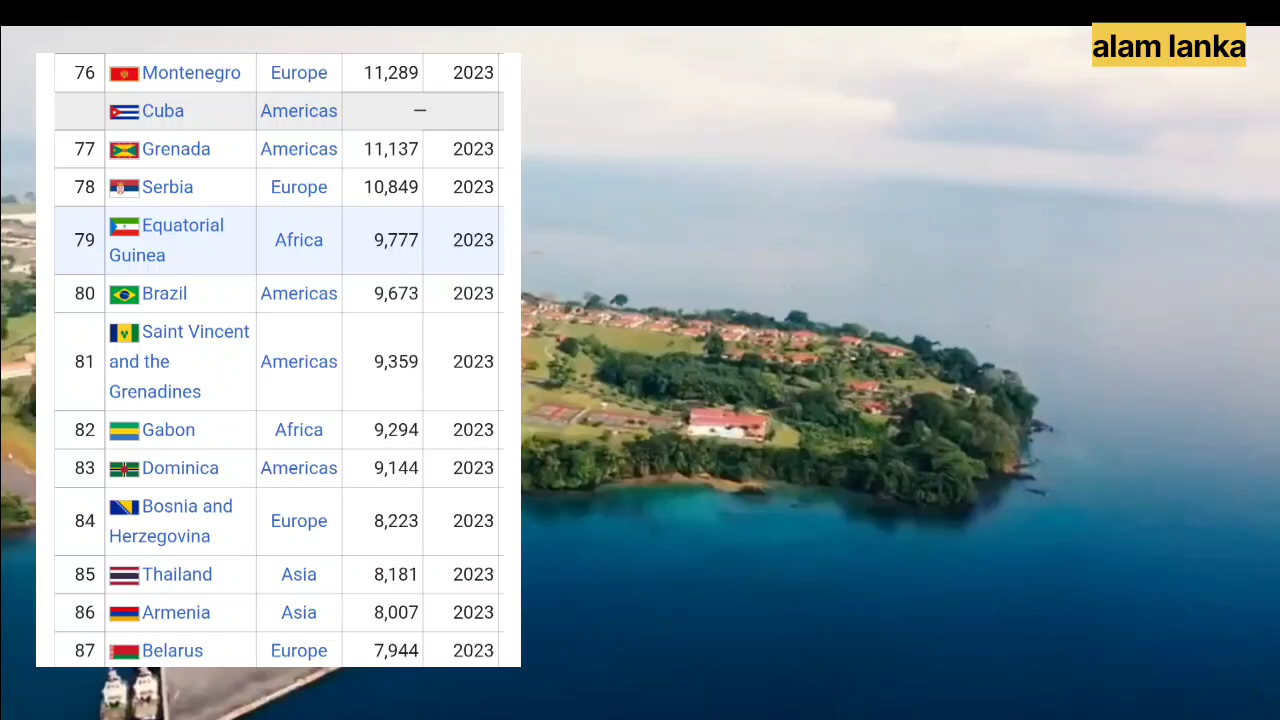 alam lanka
76 Montenegro Europe 11,289 2023
Cuba Americas —
77 Grenada Americas 11,137 2023
78 Serbia Europe 10,849 2023
79 Equatorial Guinea Africa 9,777 2023
80 Brazil Americas 9,673 2023
81 Saint Vincent and the Grenadines Americas 9,359 2023
82 Gabon Africa 9,294 2023
83 Dominica Americas 9,144 2023
84 Bosnia and Herzegovina Europe 8,223 2023
85 Thailand Asia 8,181 2023
86 Armenia Asia 8,007 2023
87 Belarus Europe 7,944 2023